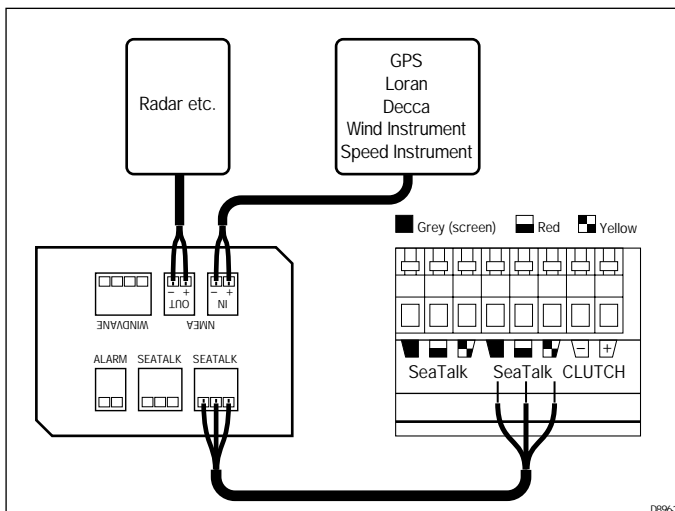 Radar etc.
GPS
Loran
Decca
Wind Instrument
Speed Instrument
Grey (screen) Red Yellow
WINDVANE
− +
OUT
− +
IN
NMEA
ALARM SEATALK SEATALK
− +
SeaTalk SeaTalk CLUTCH